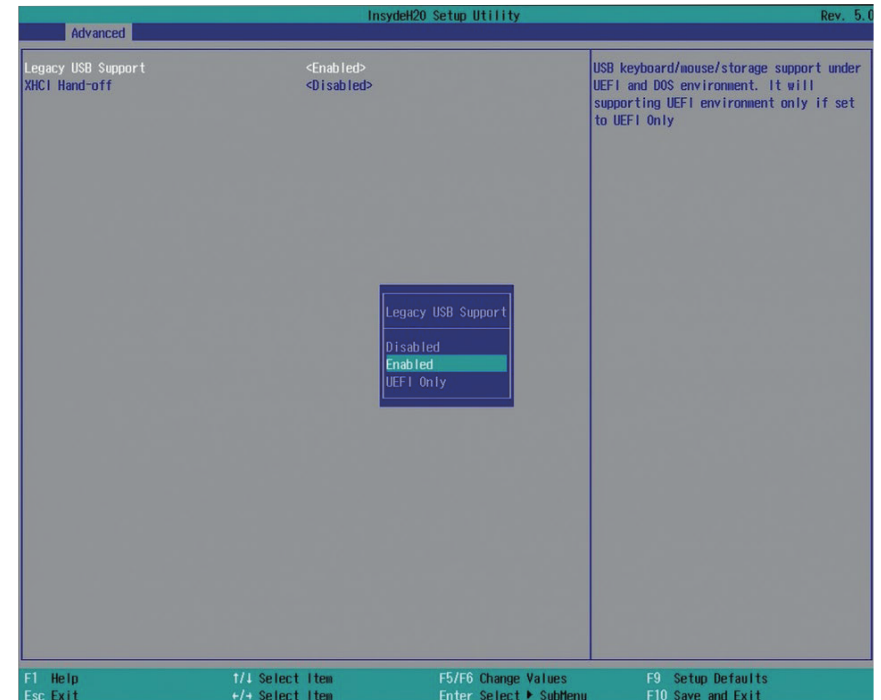 InsydeH20 Setup Utility Rev. 5.0
Advanced
Legacy USB Support <Enabled>
XHCI Hand-off <Disabled>
USB keyboard/mouse/storage support under
UEFI and DOS environment. It will
supporting UEFI environment only if set
to UEFI Only
Legacy USB Support
Disabled
Enabled
UEFI Only
F1 Help ↑/↓ Select Item F5/F6 Change Values F9 Setup Defaults
Esc Exit ←/→ Select Item Enter Select ▶ SubMenu F10 Save and Exit